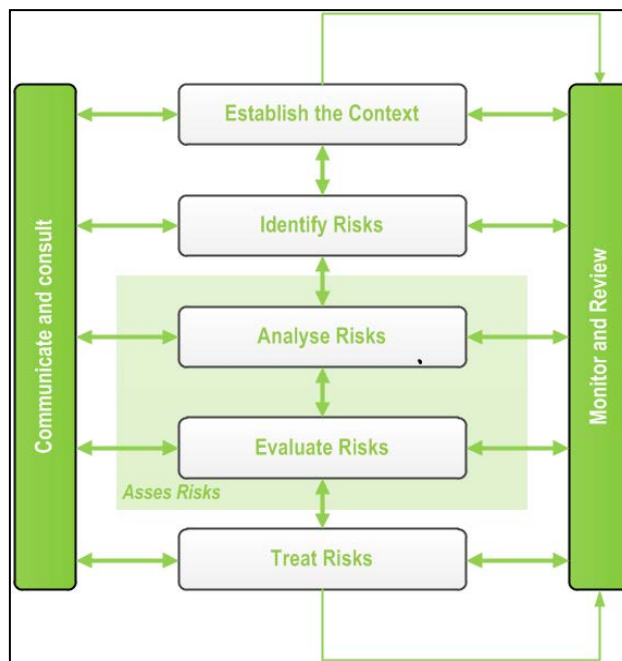 Establish the Context
Identify Risks
Analyse Risks
Evaluate Risks
Asses Risks
Treat Risks
Communicate and consult
Monitor and Review